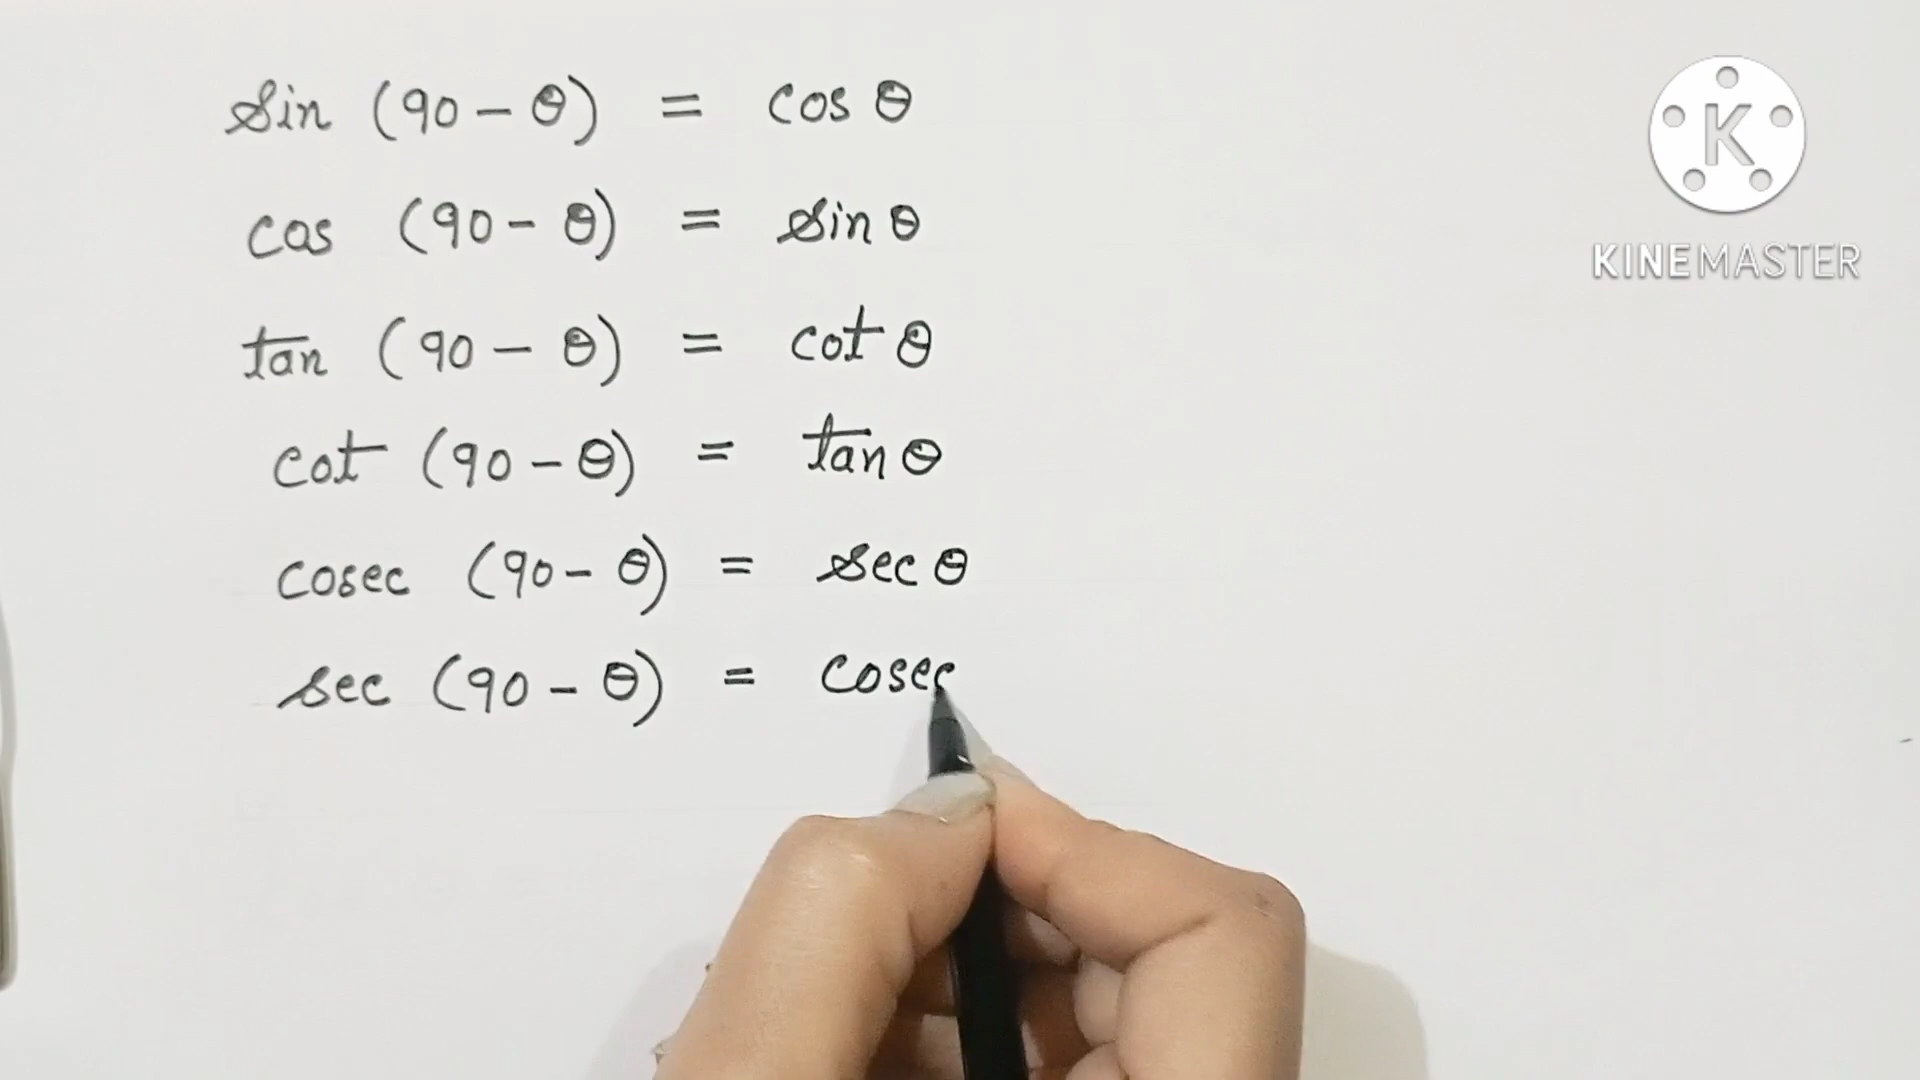 sin (90 - θ) = cos θ
cos (90 - θ) = sin θ
tan (90 - θ) = cot θ
cot (90 - θ) = tan θ
cosec (90 - θ) = sec θ
sec (90 - θ) = cosec
K
KINEMASTER